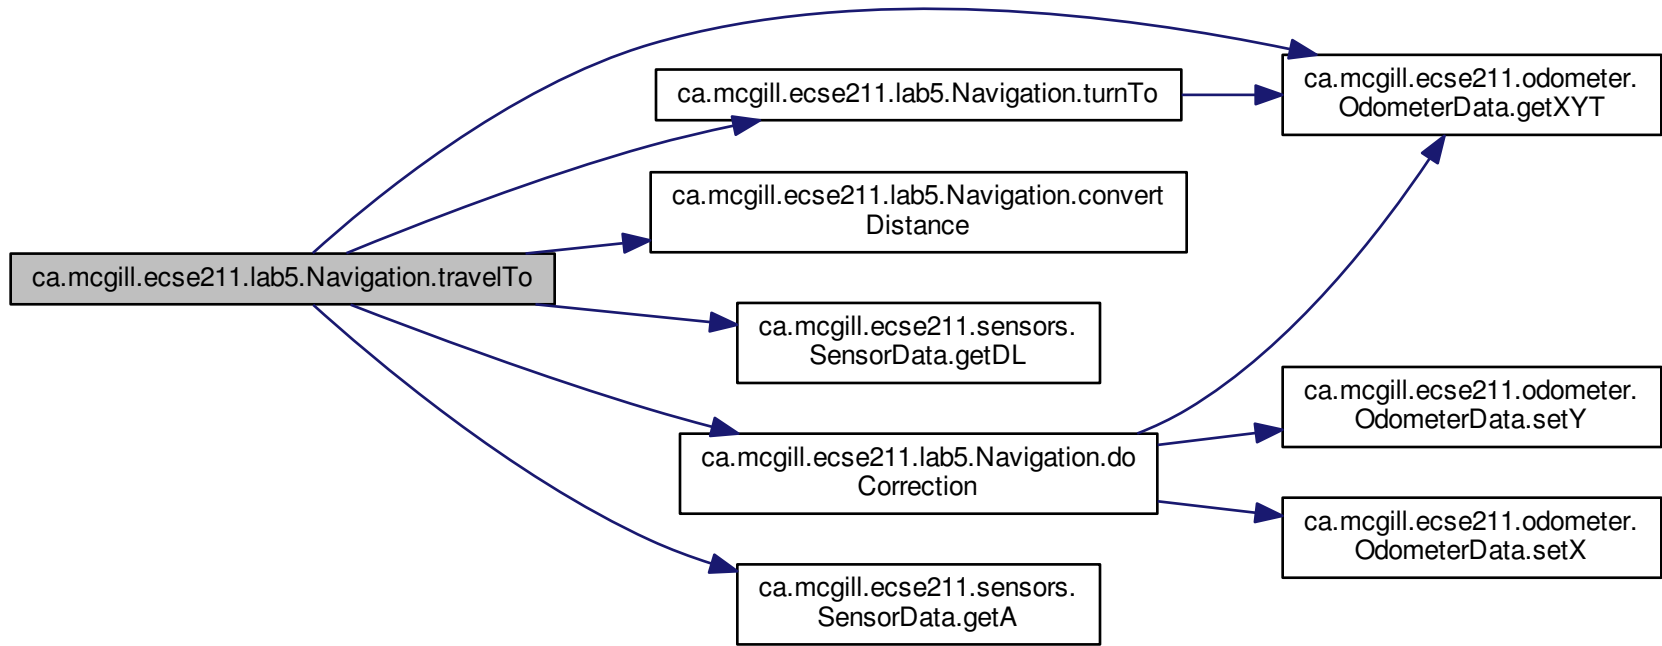 ca.mcgill.ecse211.lab5.Navigation.travelTo
ca.mcgill.ecse211.lab5.Navigation.turnTo
ca.mcgill.ecse211.lab5.Navigation.convert
Distance
ca.mcgill.ecse211.sensors.
SensorData.getDL
ca.mcgill.ecse211.lab5.Navigation.do
Correction
ca.mcgill.ecse211.sensors.
SensorData.getA
ca.mcgill.ecse211.odometer.
OdometerData.getXYT
ca.mcgill.ecse211.odometer.
OdometerData.setY
ca.mcgill.ecse211.odometer.
OdometerData.setX